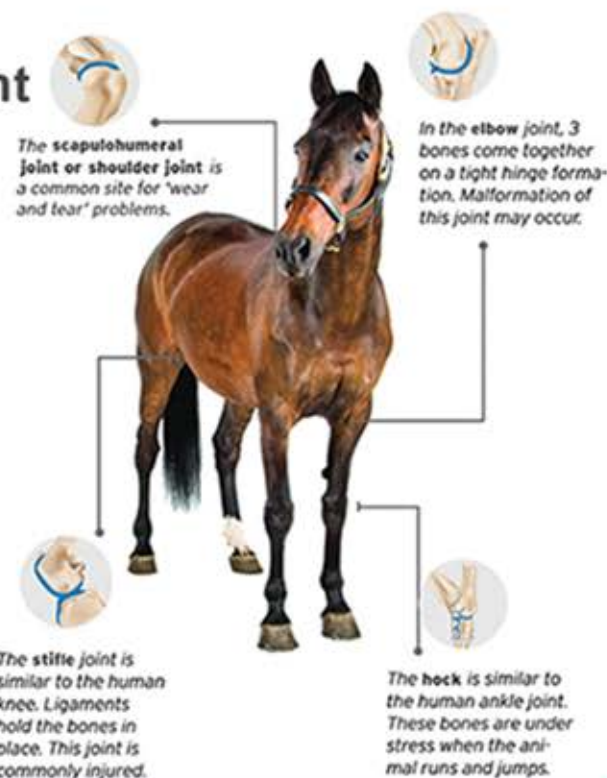 nt
The scapulohumeral
joint or shoulder joint is
a common site for "wear
and tear" problems.
In the elbow joint, 3
bones come together
on a tight hinge forma-
tion. Malformation of
this joint may occur.
The stifle joint is
similar to the human
knee. Ligaments
hold the bones in
place. This joint is
commonly injured.
The hock is similar to
the human ankle joint.
These bones are under
stress when the ani-
mal runs and jumps.